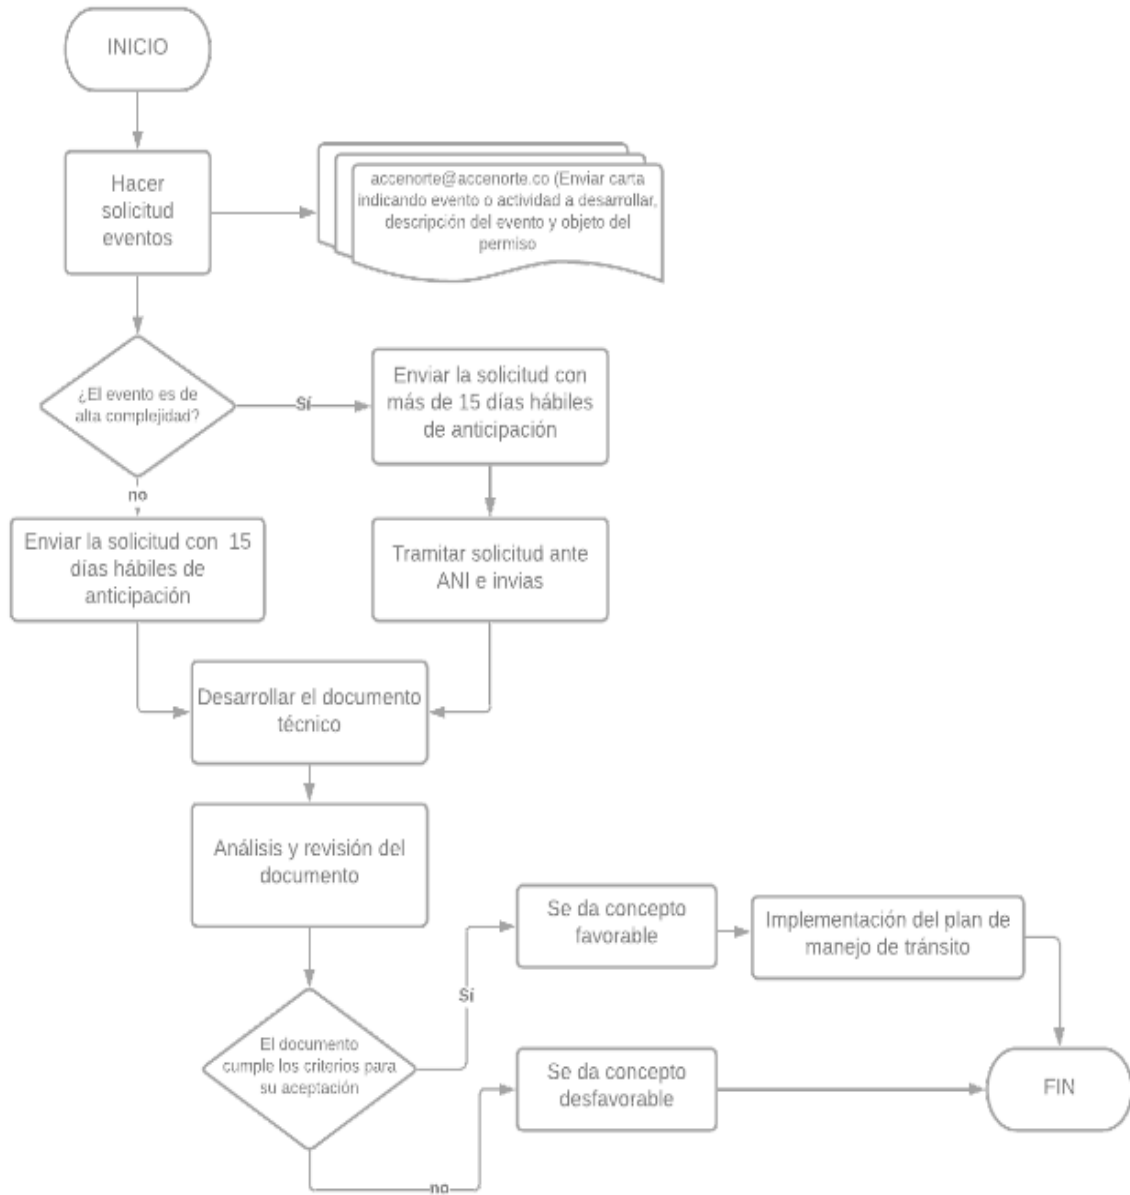 INICIO
Hacer
solicitud
eventos
accenorte@accenorte.co (Enviar carta
indicando evento o actividad a desarrollar,
descripción del evento y objeto del
permiso
¿El evento es de
alta complejidad?
Sí
Enviar la solicitud con
más de 15 días hábiles
de anticipación
no
Enviar la solicitud con 15
días hábiles de
anticipación
Tramitar solicitud ante
ANI e invias
Desarrollar el documento
técnico
Análisis y revisión del
documento
El documento
cumple los criterios para
su aceptación
Sí
Se da concepto
favorable
Implementación del plan de
manejo de tránsito
no
Se da concepto
desfavorable
FIN